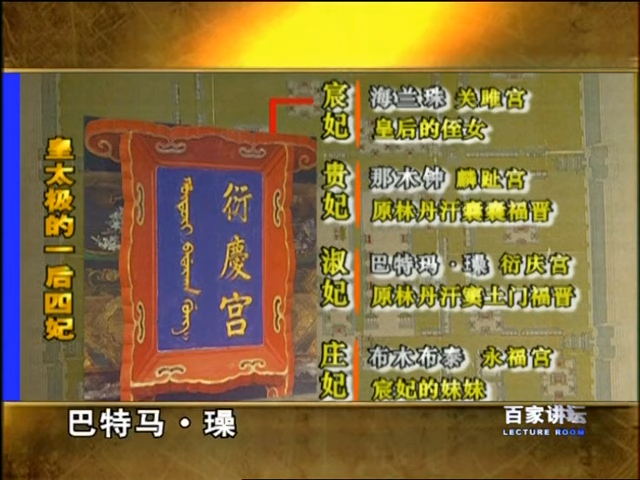 皇太极的一后四妃
衍慶宫
宸妃
海兰珠 关雎宫
皇后的侄女
贵妃
那木钟 麟趾宫
原林丹汗囊囊福晋
淑妃
巴特玛·璪 衍庆宫
原林丹汗窦土门福晋
庄妃
布木布泰 永福宫
宸妃的妹妹
巴特马·璪
百家讲坛
LECTURE ROOM